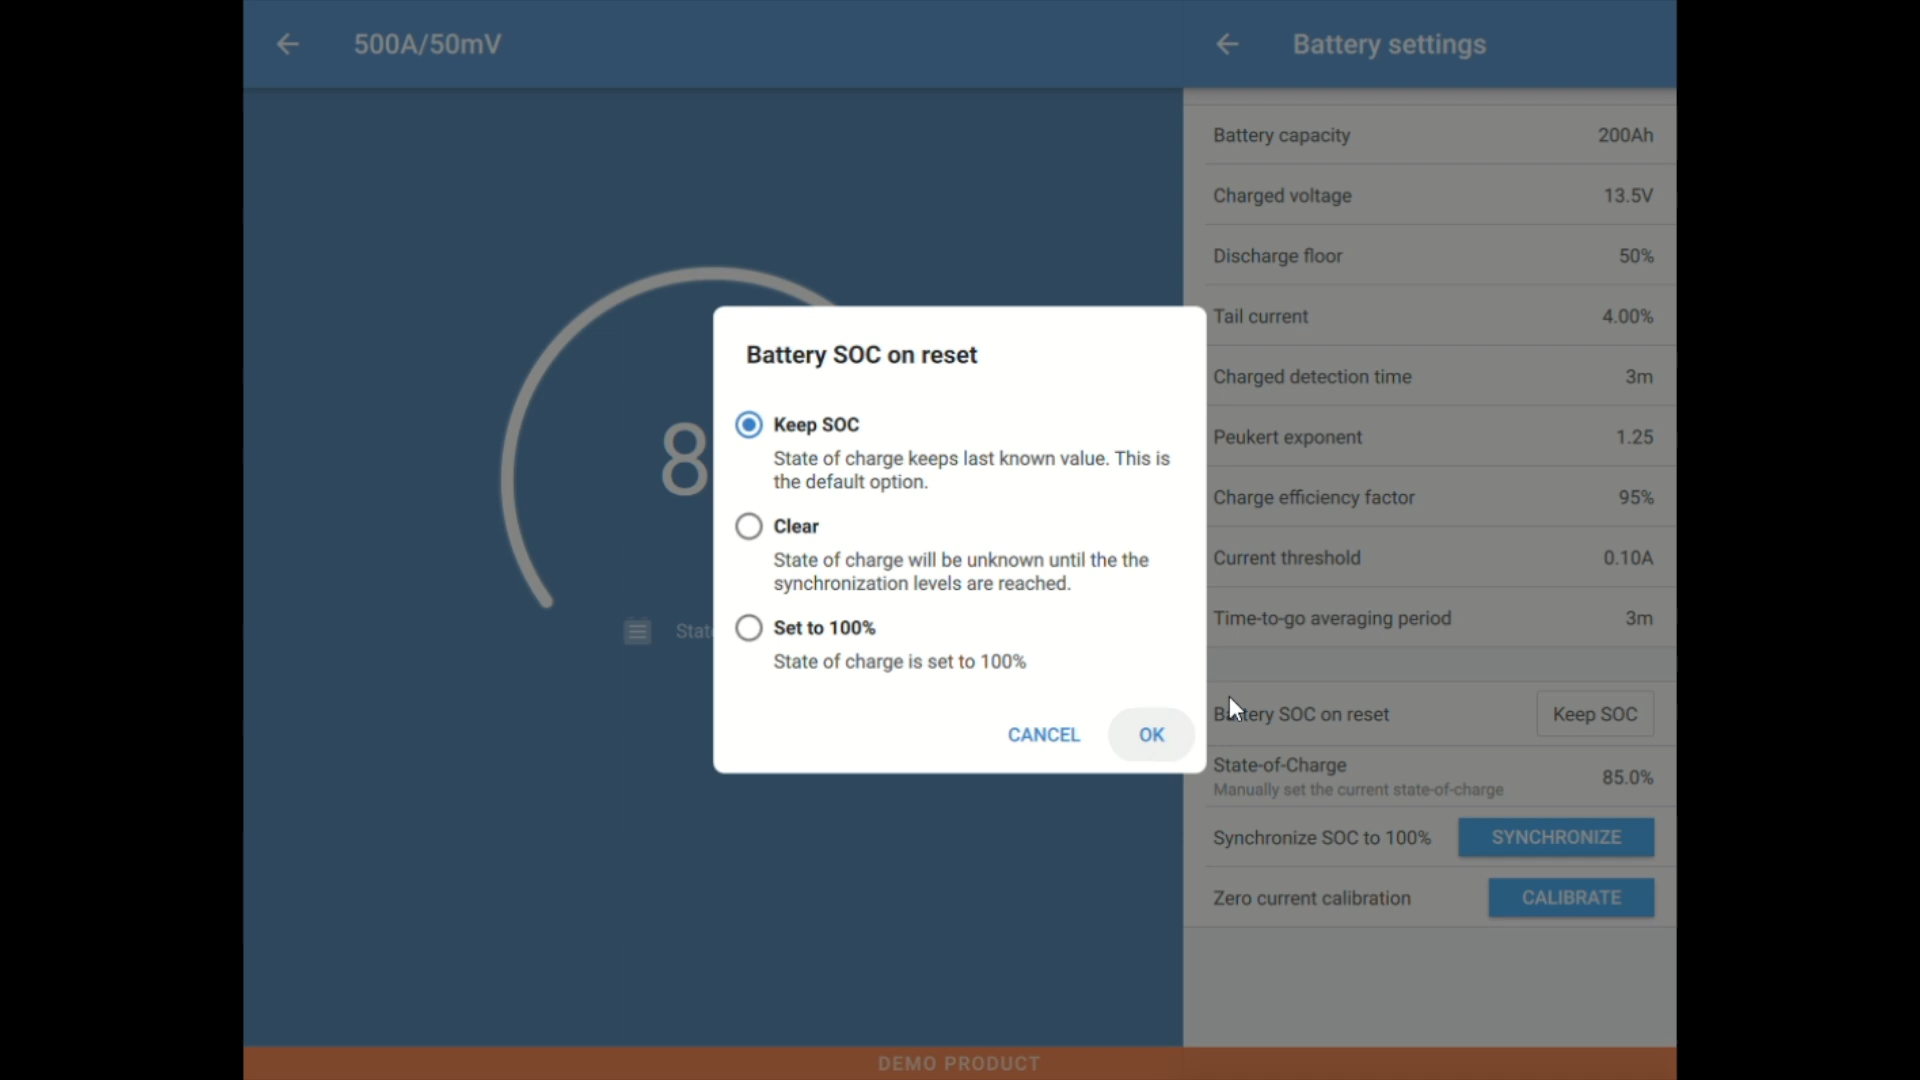 500A/50mV
Battery settings
Battery capacity 200Ah
Charged voltage 13.5V
Discharge floor 50%
Tail current 4.00%
Charged detection time 3m
Peukert exponent 1.25
Charge efficiency factor 95%
Current threshold 0.10A
Time-to-go averaging period 3m
Battery SOC on reset Keep SOC
State-of-Charge 85.0%
Manually set the current state-of-charge
Synchronize SOC to 100% SYNCHRONIZE
Zero current calibration CALIBRATE
8
Battery SOC on reset
Keep SOC
State of charge keeps last known value. This is
the default option.
Clear
State of charge will be unknown until the the
synchronization levels are reached.
Set to 100%
State of charge is set to 100%
CANCEL OK
DEMO PRODUCT